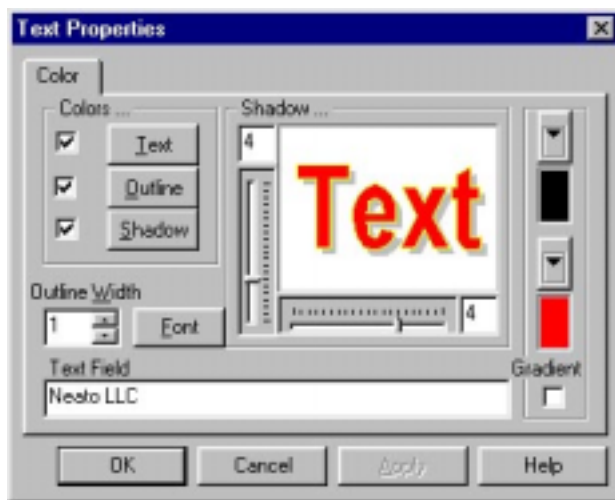 Text Properties
Color
Colors ...
Text
Outline
Shadow
Shadow ...
4
Text
4
Outline Width
1
Font
Text Field
Neato LLC
Gradient
OK
Cancel
Apply
Help